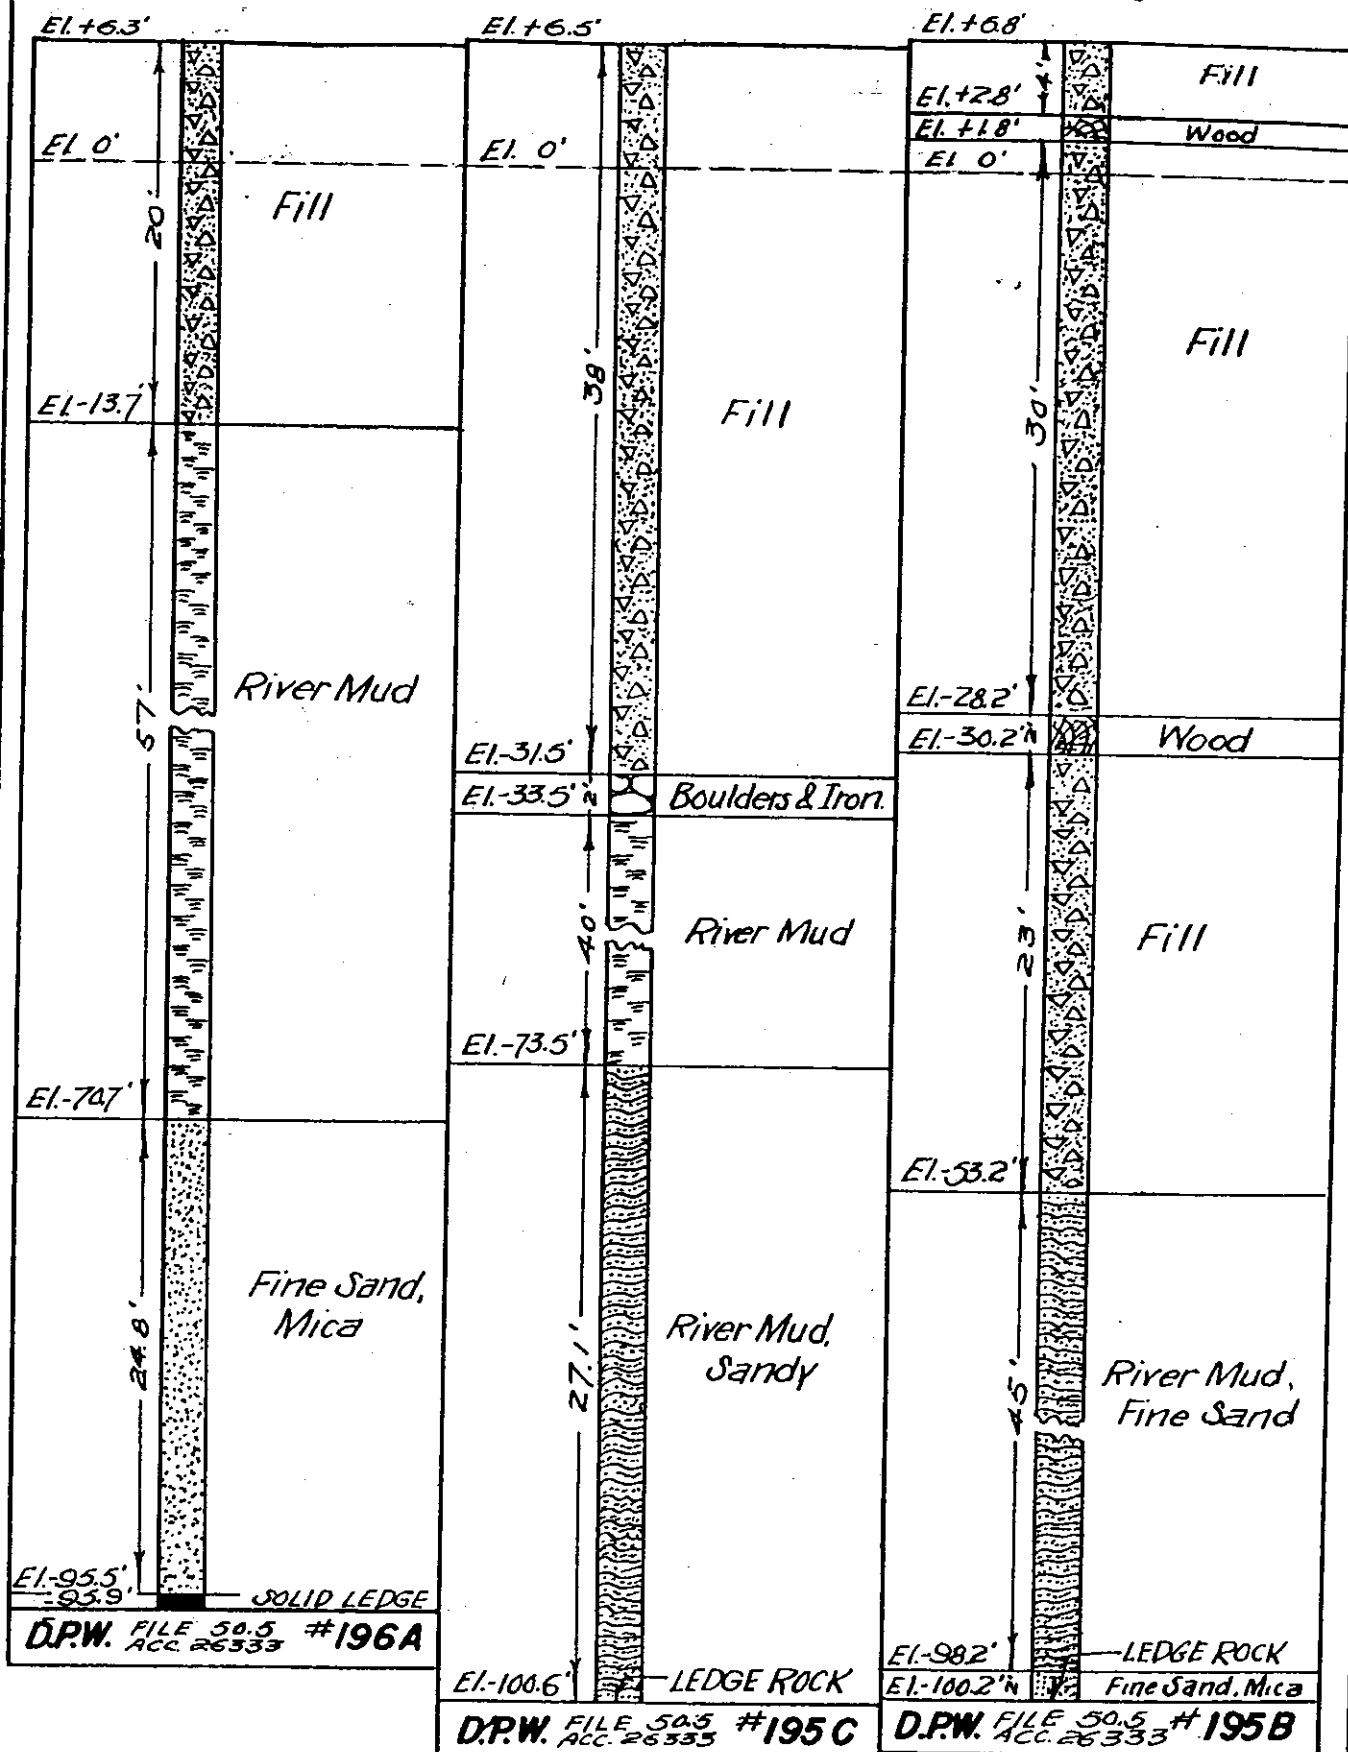 El. +6.3'
El. 0'
20'
Fill
El. -13.7'
57'
River Mud
El. -70.7'
24.8'
Fine Sand,
Mica
El. -95.5'
-95.9'
SOLID LEDGE
D.P.W. FILE 50.5 #196A
ACC. 26333
El. +6.5'
El. 0'
38'
Fill
El. -31.5'
El. -33.5' 2' Boulders & Iron
40'
River Mud
El. -73.5'
27.1'
River Mud,
Sandy
El. -100.6'
LEDGE ROCK
D.P.W. FILE 50.5 #195C
ACC. 26333
El. +6.8'
4'
Fill
El. +2.8'
El. +1.8' Wood
El. 0'
30'
Fill
El. -28.2'
El. -30.2' 2' Wood
23'
Fill
El. -53.2'
45'
River Mud,
Fine Sand
El. -98.2'
LEDGE ROCK
El. -100.2' 2' Fine Sand, Mica
D.P.W. FILE 50.5 #195B
ACC. 26333